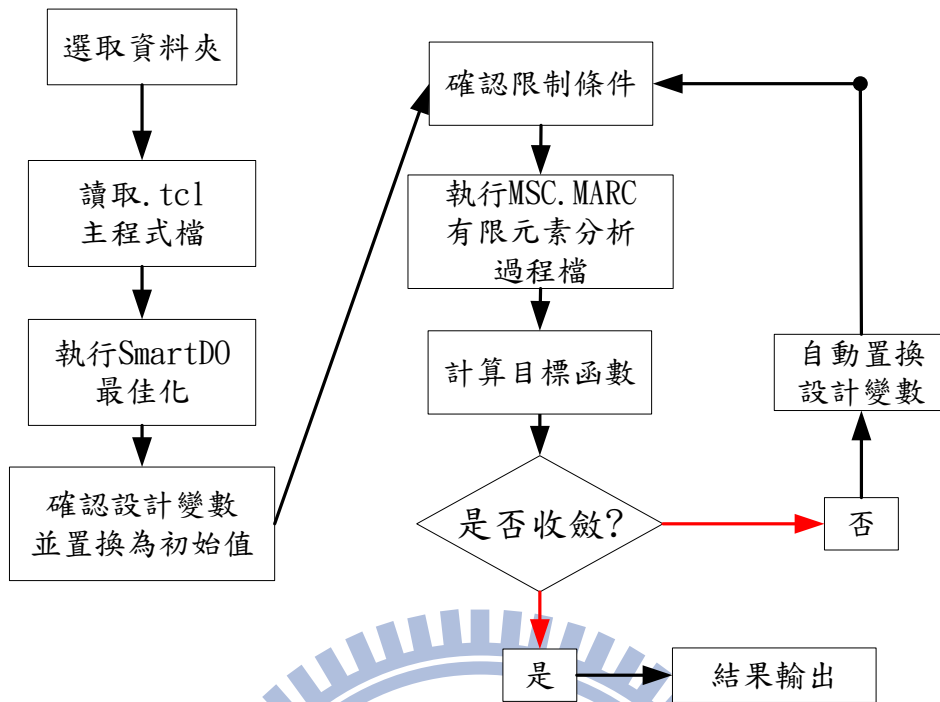 選取資料夾
讀取.tcl
主程式檔
執行SmartDO
最佳化
確認設計變數
並置換為初始值
確認限制條件
執行MSC.MARC
有限元素分析
過程檔
計算目標函數
是否收斂?
否
自動置換
設計變數
是
結果輸出